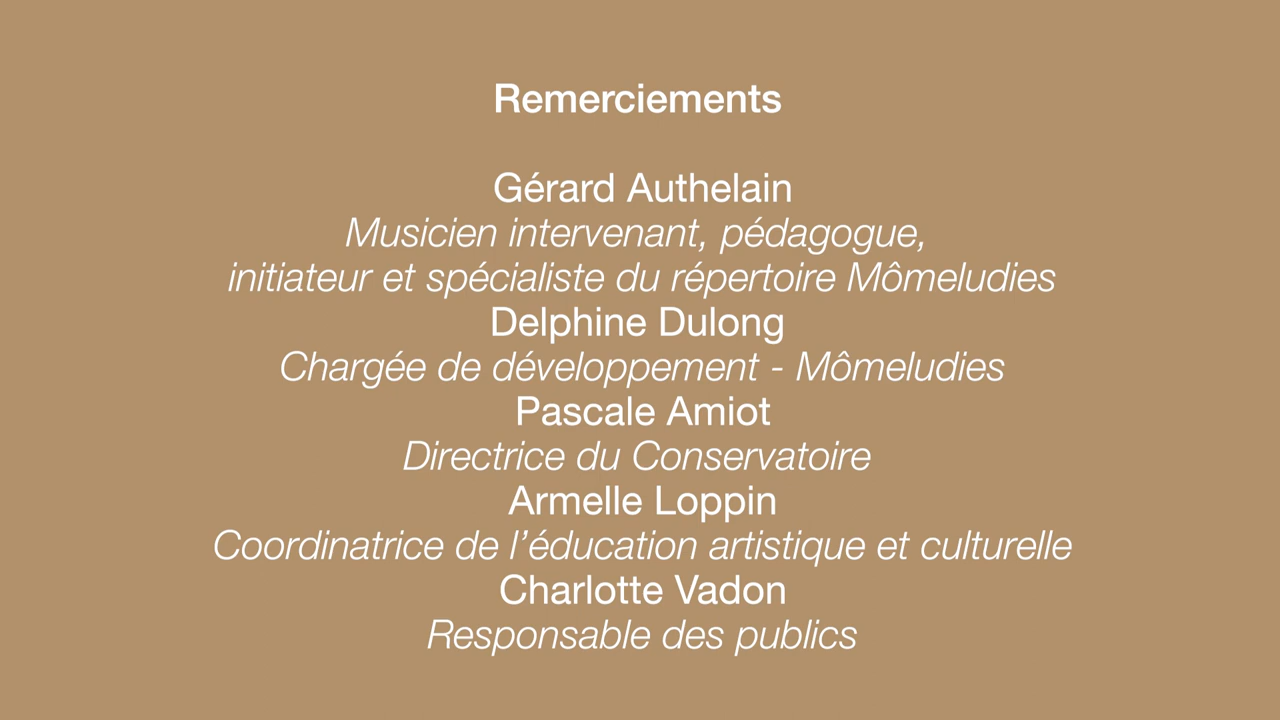 Remerciements
Gérard Authelain
Musicien intervenant, pédagogue,
initiateur et spécialiste du répertoire Mômeludies
Delphine Dulong
Chargée de développement - Mômeludies
Pascale Amiot
Directrice du Conservatoire
Armelle Loppin
Coordinatrice de l’éducation artistique et culturelle
Charlotte Vadon
Responsable des publics